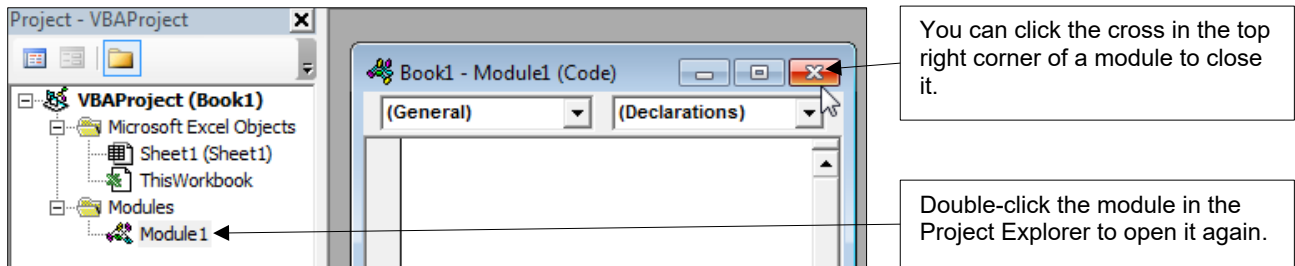 Project - VBAProject
VBAProject (Book1)
Microsoft Excel Objects
Sheet1 (Sheet1)
ThisWorkbook
Modules
Module1
Book1 - Module1 (Code)
(General)
(Declarations)
You can click the cross in the top
right corner of a module to close
it.
Double-click the module in the
Project Explorer to open it again.